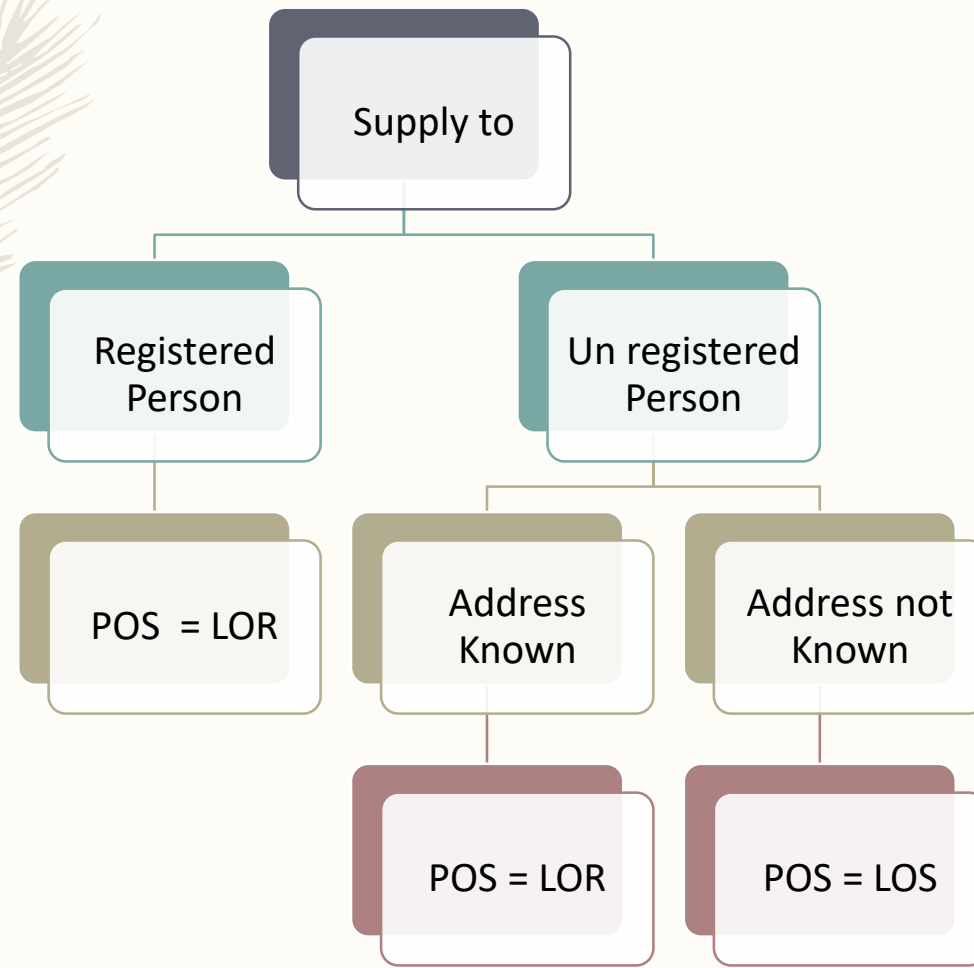 Supply to
Registered
Person
Un registered
Person
POS = LOR
Address
Known
Address not
Known
POS = LOR
POS = LOS